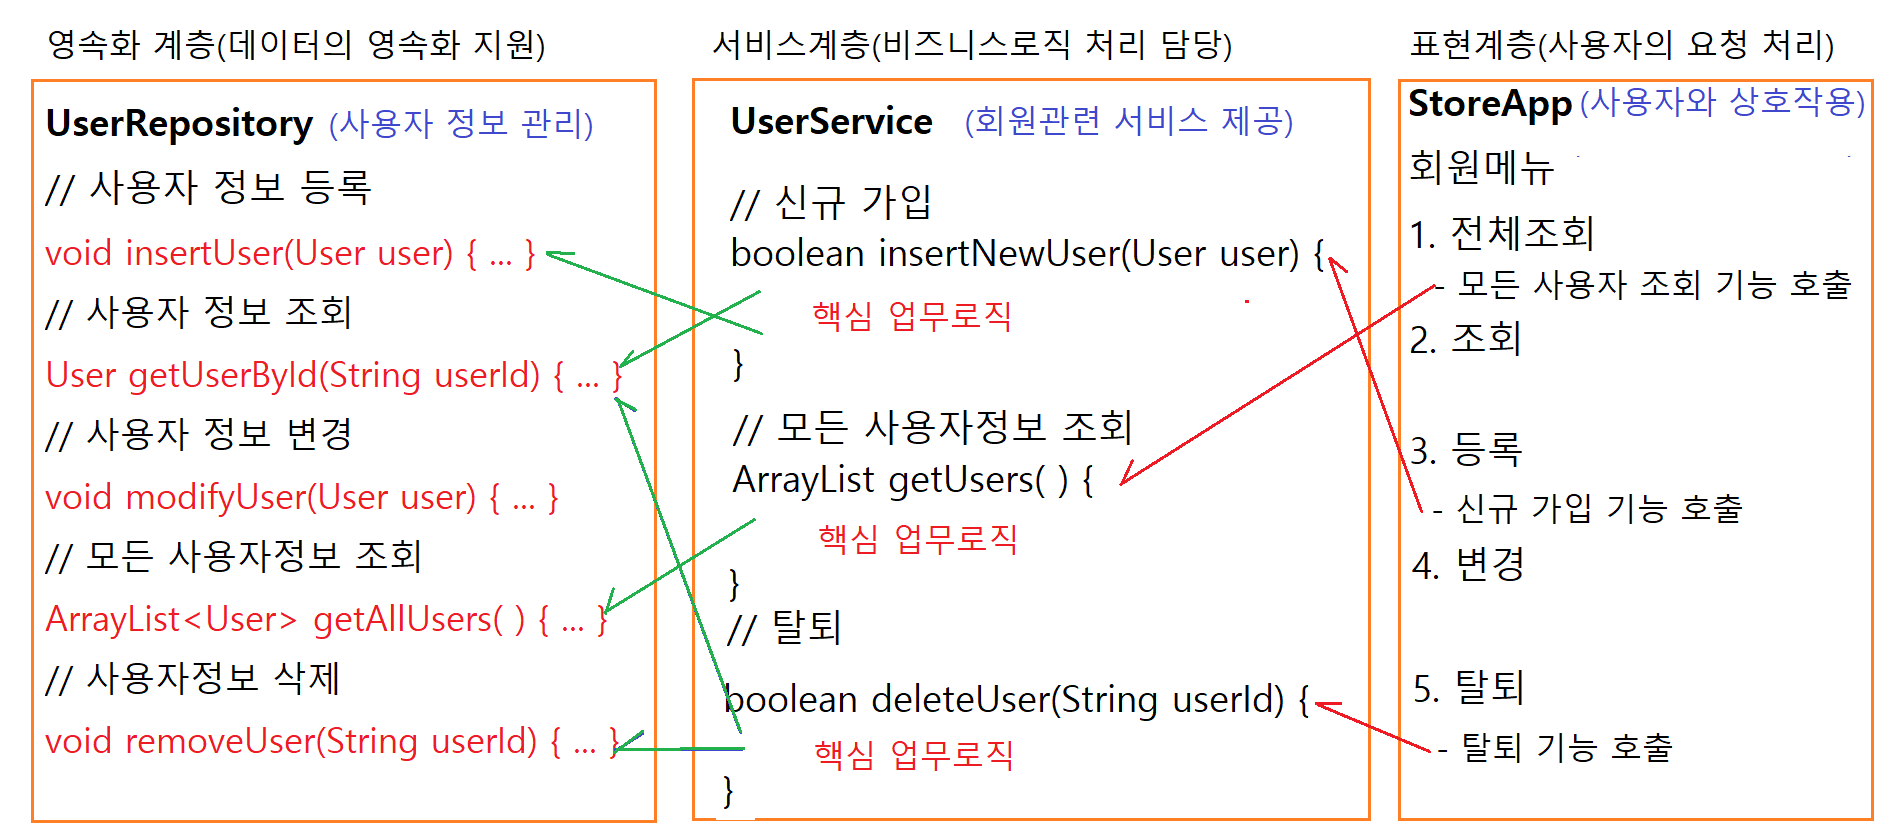 영속화 계층(데이터의 영속화 지원)
UserRepository (사용자 정보 관리)
// 사용자 정보 등록
void insertUser(User user) { ... }
// 사용자 정보 조회
User getUserById(String userId) { ... }
// 사용자 정보 변경
void modifyUser(User user) { ... }
// 모든 사용자정보 조회
ArrayList<User> getAllUsers( ) { ... }
// 사용자정보 삭제
void removeUser(String userId) { ... }
서비스계층(비즈니스로직 처리 담당)
UserService (회원관련 서비스 제공)
// 신규 가입
boolean insertNewUser(User user) {
핵심 업무로직
}
// 모든 사용자정보 조회
ArrayList getUsers( ) {
핵심 업무로직
}
// 탈퇴
boolean deleteUser(String userId) {
핵심 업무로직
}
표현계층(사용자의 요청 처리)
StoreApp (사용자와 상호작용)
회원메뉴
1. 전체조회
- 모든 사용자 조회 기능 호출
2. 조회
3. 등록
- 신규 가입 기능 호출
4. 변경
5. 탈퇴
- 탈퇴 기능 호출